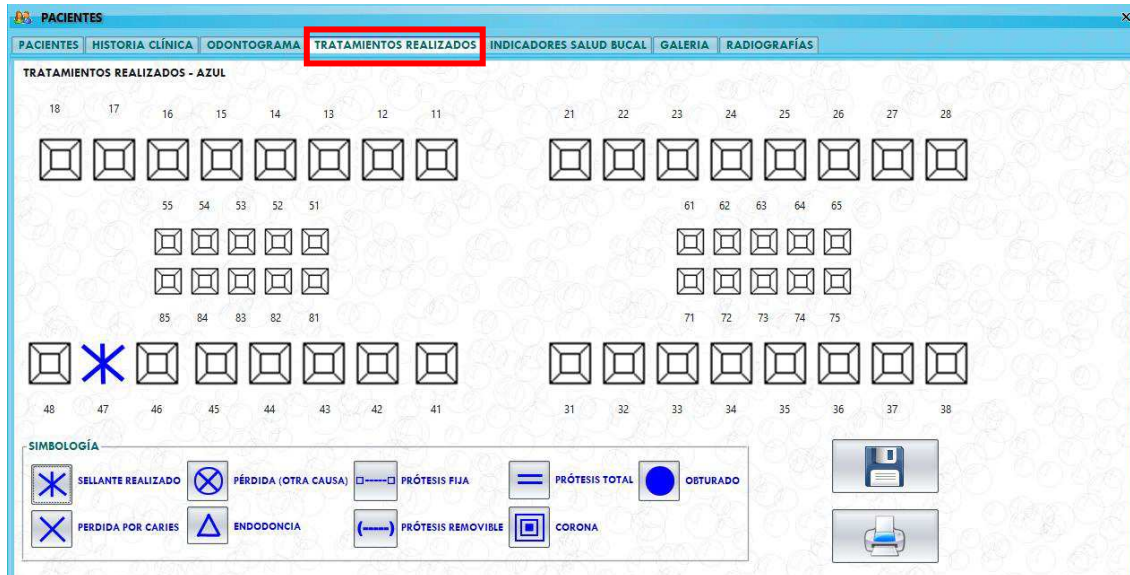 PACIENTES
PACIENTES HISTORIA CLÍNICA ODONTOGRAMA TRATAMIENTOS REALIZADOS INDICADORES SALUD BUCAL GALERIA RADIOGRAFÍAS
TRATAMIENTOS REALIZADOS - AZUL
18 17 16 15 14 13 12 11 21 22 23 24 25 26 27 28
55 54 53 52 51 61 62 63 64 65
85 84 83 82 81 71 72 73 74 75
48 47 46 45 44 43 42 41 31 32 33 34 35 36 37 38
SIMBOLOGÍA
SELLANTE REALIZADO PÉRDIDA (OTRA CAUSA) PRÓTESIS FIJA PRÓTESIS TOTAL OBTURADO
PERDIDA POR CARIES ENDODONCIA (-----) PRÓTESIS REMOVIBLE CORONA